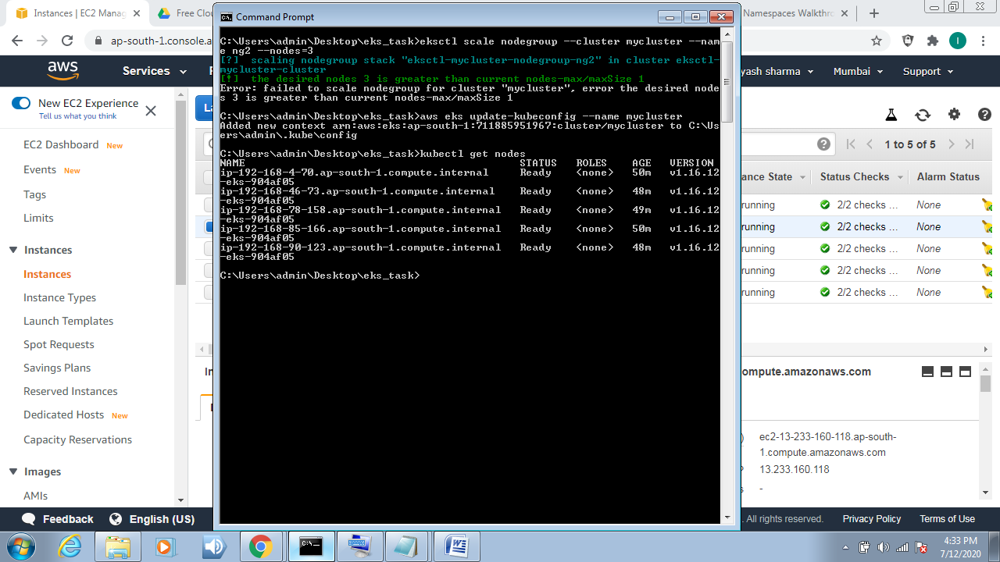 Instances | EC2 Manag
Free Clou
Command Prompt
Namespaces Walkthro
ap-south-1.console.a
I
aws
Services
yash sharma
Mumbai
Support
New EC2 Experience
Tell us what you think
EC2 Dashboard New
Events New
Tags
Limits
Instances
Instances
Instance Types
Launch Templates
Spot Requests
Savings Plans
Reserved Instances
Dedicated Hosts New
Capacity Reservations
Images
AMIs
C:\Users\admin\Desktop\eks_task>eksctl scale nodegroup --cluster mycluster --nam
e ng2 --nodes=3
[?]  scaling nodegroup stack "eksctl-mycluster-nodegroup-ng2" in cluster eksctl-
mycluster-cluster
[!]  the desired nodes 3 is greater than current nodes-max/maxSize 1
Error: failed to scale nodegroup for cluster "mycluster", error the desired node
s 3 is greater than current nodes-max/maxSize 1
C:\Users\admin\Desktop\eks_task>aws eks update-kubeconfig --name mycluster
Added new context arn:aws:eks:ap-south-1:711885951967:cluster/mycluster to C:\Us
ers\admin\.kube\config
C:\Users\admin\Desktop\eks_task>kubectl get nodes
NAME STATUS ROLES AGE VERSION
ip-192-168-4-70.ap-south-1.compute.internal Ready <none> 50m v1.16.12
-eks-904af05
ip-192-168-46-73.ap-south-1.compute.internal Ready <none> 48m v1.16.12
-eks-904af05
ip-192-168-78-158.ap-south-1.compute.internal Ready <none> 49m v1.16.12
-eks-904af05
ip-192-168-85-166.ap-south-1.compute.internal Ready <none> 50m v1.16.12
-eks-904af05
ip-192-168-90-123.ap-south-1.compute.internal Ready <none> 48m v1.16.12
-eks-904af05
C:\Users\admin\Desktop\eks_task>
La
1 to 5 of 5
nce State Status Checks Alarm Status
running 2/2 checks ... None
running 2/2 checks ... None
running 2/2 checks ... None
running 2/2 checks ... None
running 2/2 checks ... None
In
ompute.amazonaws.com
ec2-13-233-160-118.ap-south-
1.compute.amazonaws.com
13.233.160.118
-
Feedback
English (US)
. All rights reserved.
Privacy Policy
Terms of Use
4:33 PM
7/12/2020